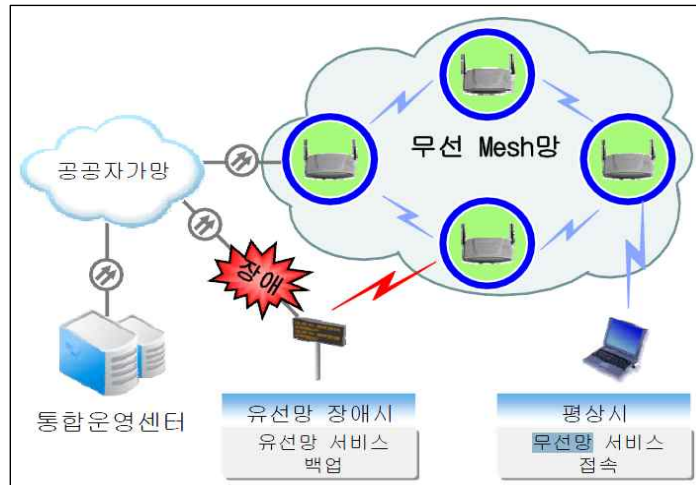 무선 Mesh망
공공자가망
장애
통합운영센터
유선망 장애시
유선망 서비스
백업
평상시
무선망 서비스
접속